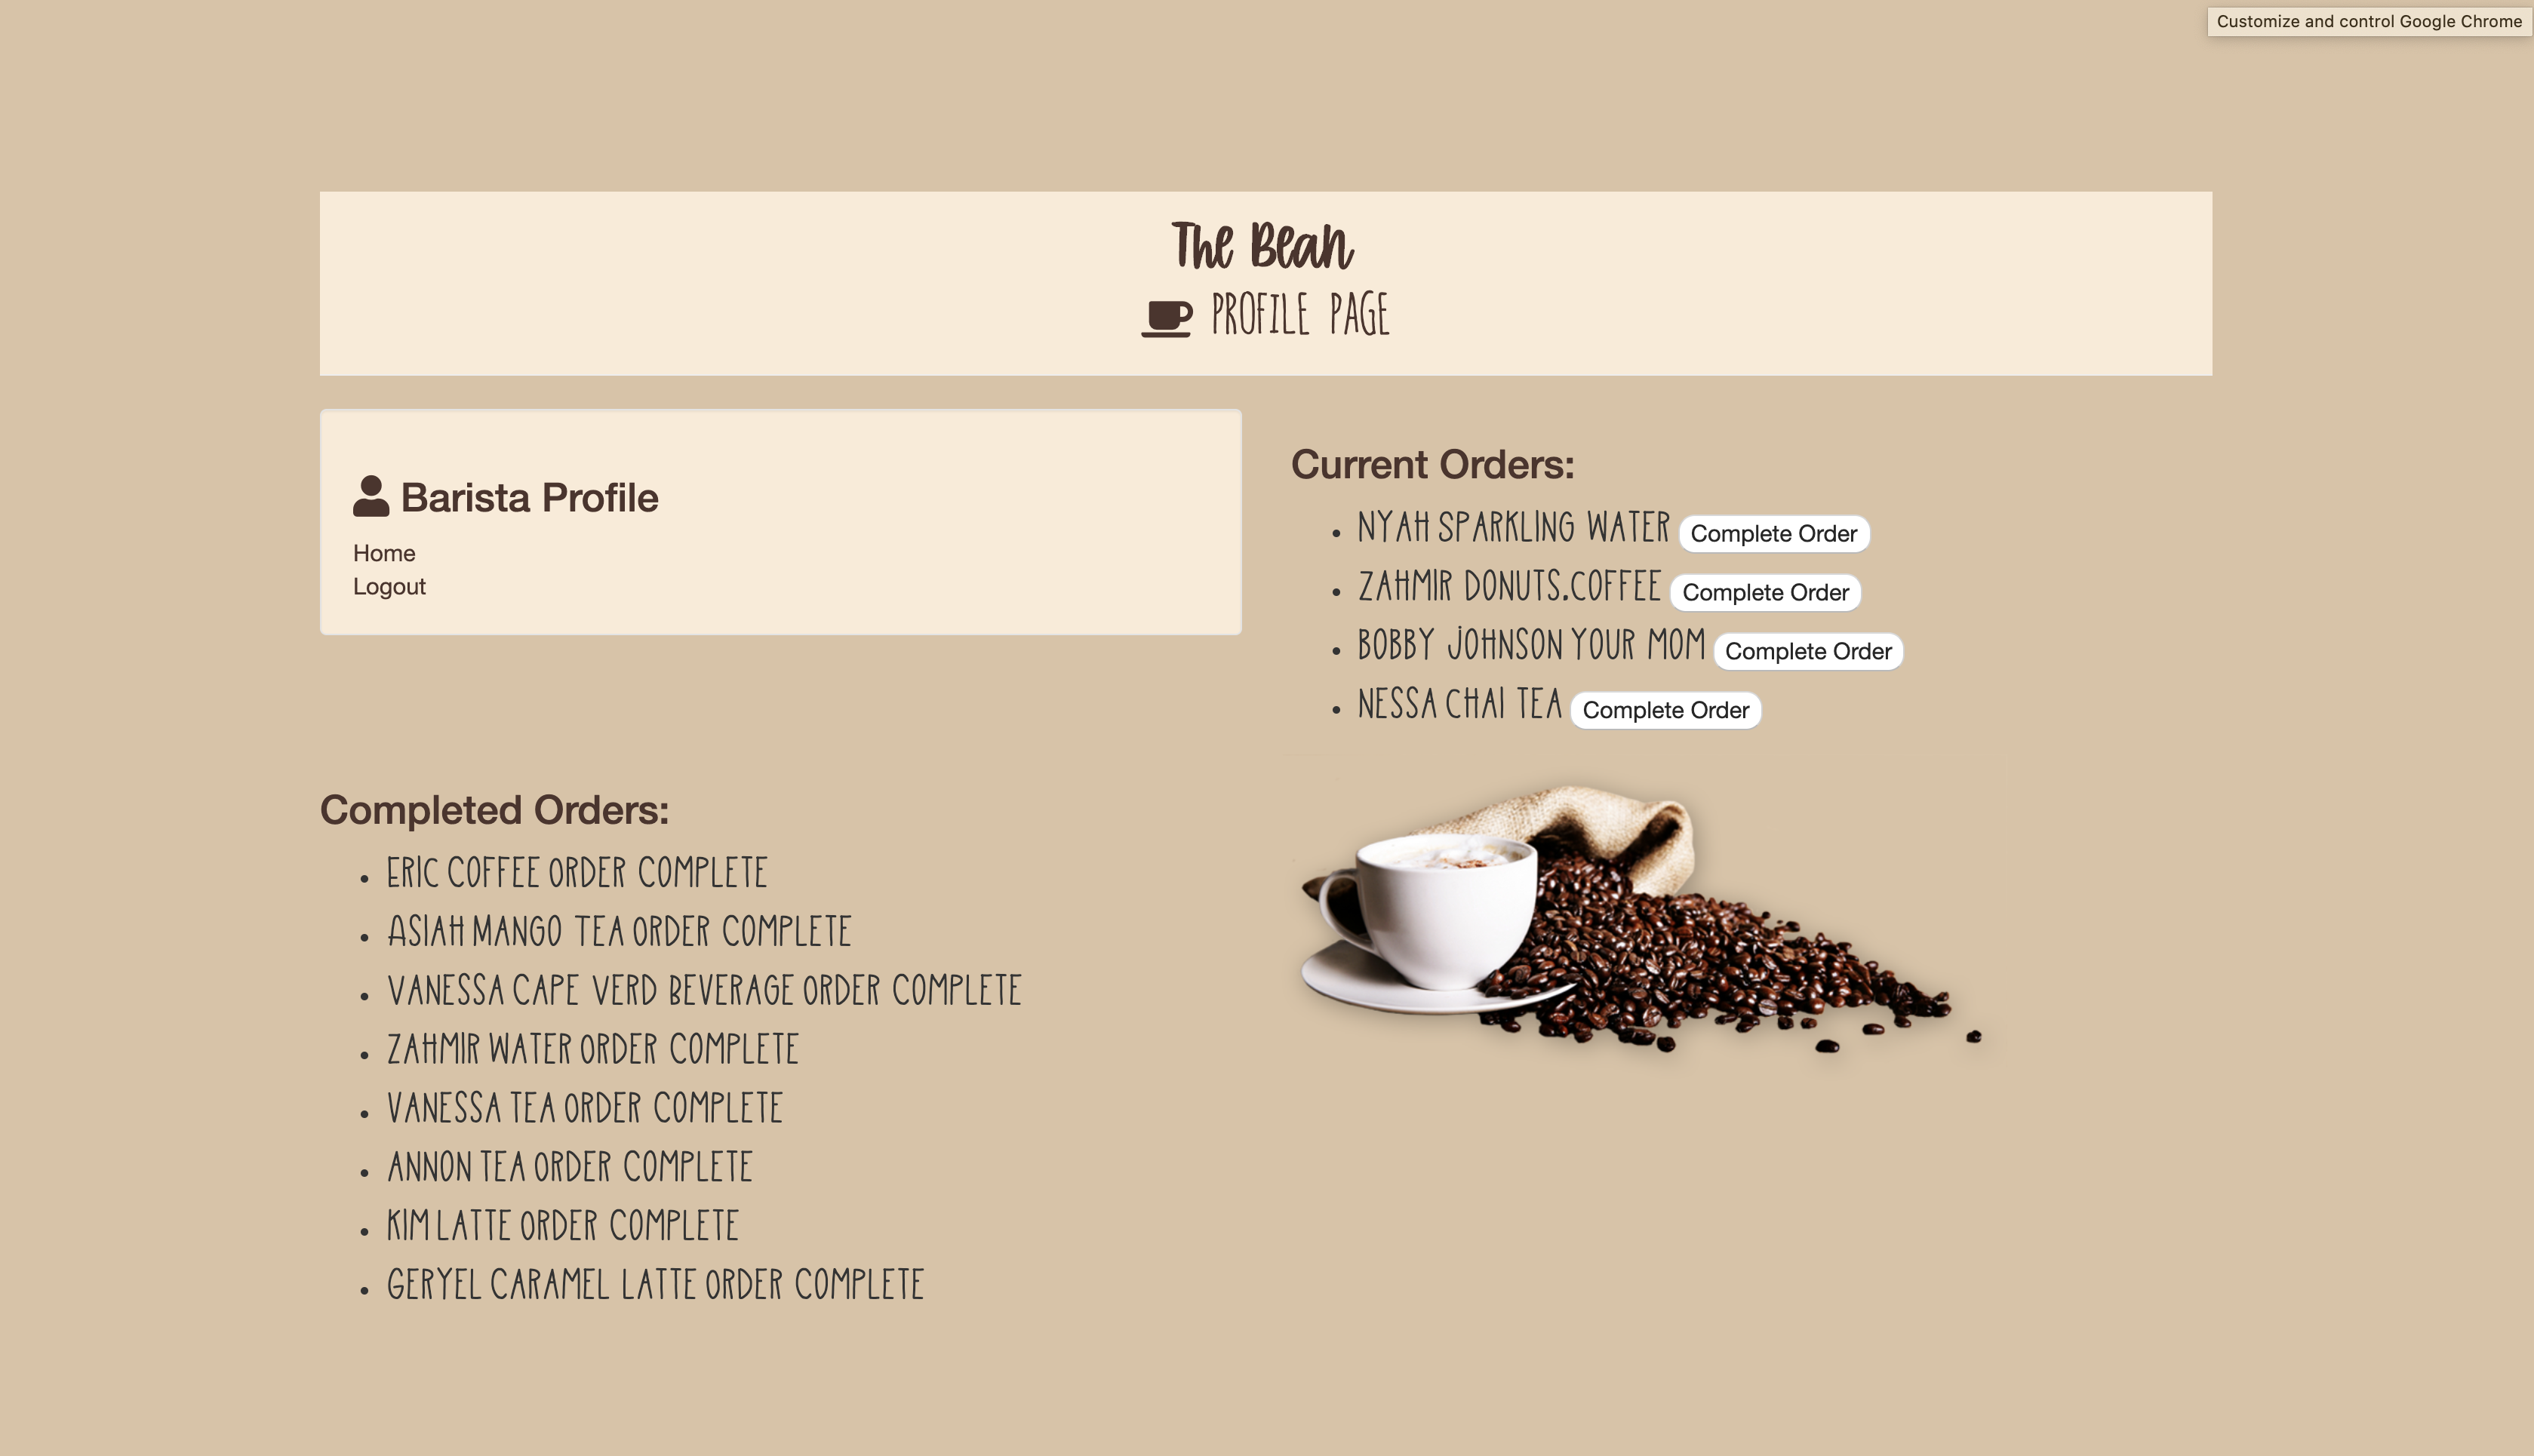 Customize and control Google Chrome
The Bean
PROFILE PAGE
Barista Profile
Home
Logout
Current Orders:
NYAH SPARKLING WATER Complete Order
ZAHMIR DONUTS.COFFEE Complete Order
BOBBY JOHNSON YOUR MOM Complete Order
NESSA CHAI TEA Complete Order
Completed Orders:
ERIC COFFEE ORDER COMPLETE
ASIAH MANGO TEA ORDER COMPLETE
VANESSA CAPE VERD BEVERAGE ORDER COMPLETE
ZAHMIR WATER ORDER COMPLETE
VANESSA TEA ORDER COMPLETE
ANNON TEA ORDER COMPLETE
KIM LATTE ORDER COMPLETE
GERYEL CARAMEL LATTE ORDER COMPLETE